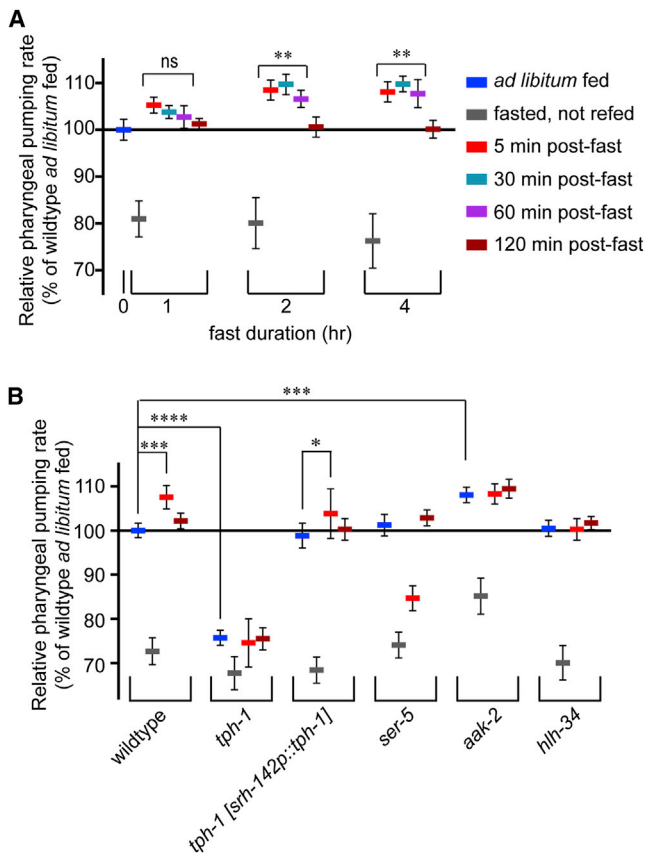 A
Relative pharyngeal pumping rate
(% of wildtype ad libitum fed)
110
100
90
80
70
ns
**
**
0
1
2
4
fast duration (hr)
ad libitum fed
fasted, not refed
5 min post-fast
30 min post-fast
60 min post-fast
120 min post-fast
B
Relative pharyngeal pumping rate
(% of wildtype ad libitum fed)
110
100
90
80
70
***
****
***
*
wildtype
tph-1
tph-1 [srh-142p::tph-1]
ser-5
aak-2
hlh-34